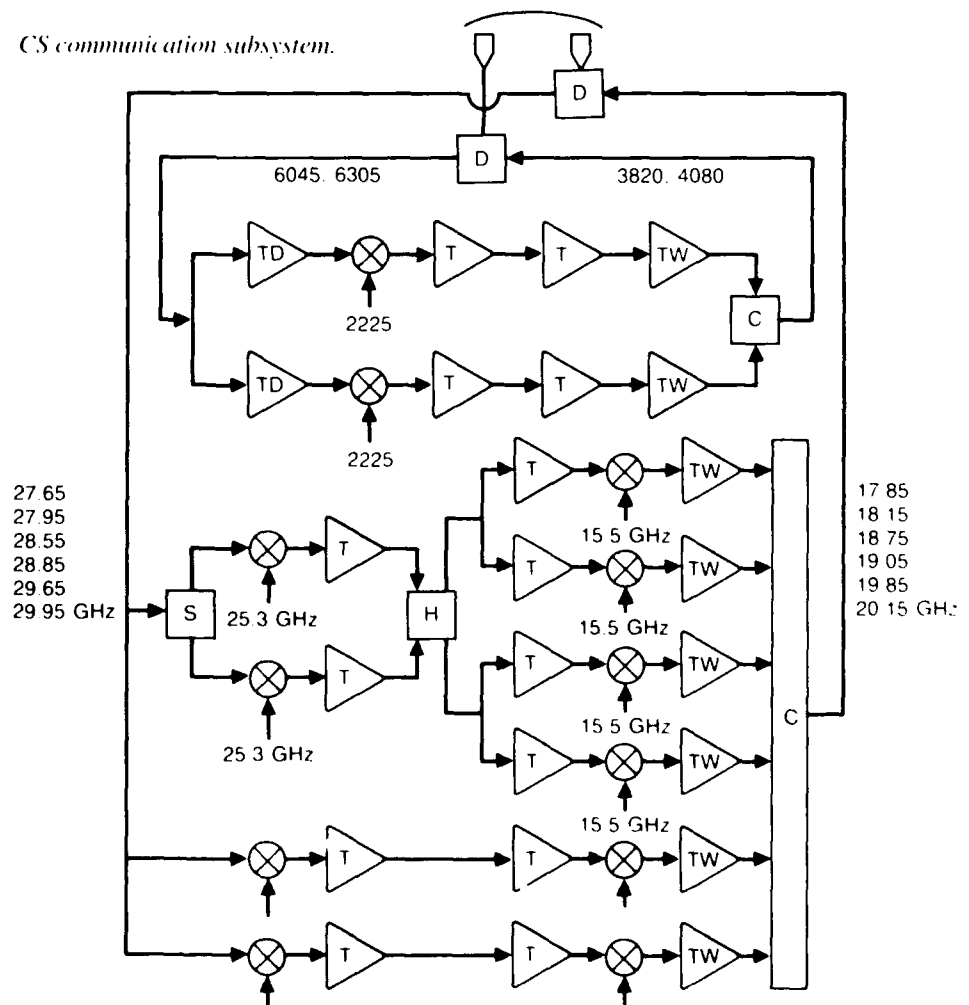 CS communication subsystem.
D
D
6045. 6305
3820. 4080
TD
T
T
TW
2225
C
TD
T
T
TW
2225
27.65
27.95
28.55
28.85
29.65
29.95 GHz
S
25.3 GHz
T
25.3 GHz
T
H
T
15.5 GHz
TW
T
15.5 GHz
TW
T
15 5 GHz
TW
T
15 5 GHz
TW
C
17 85
18 15
18 75
19 05
19 85
20 15 GHz
T
T
TW
T
T
TW